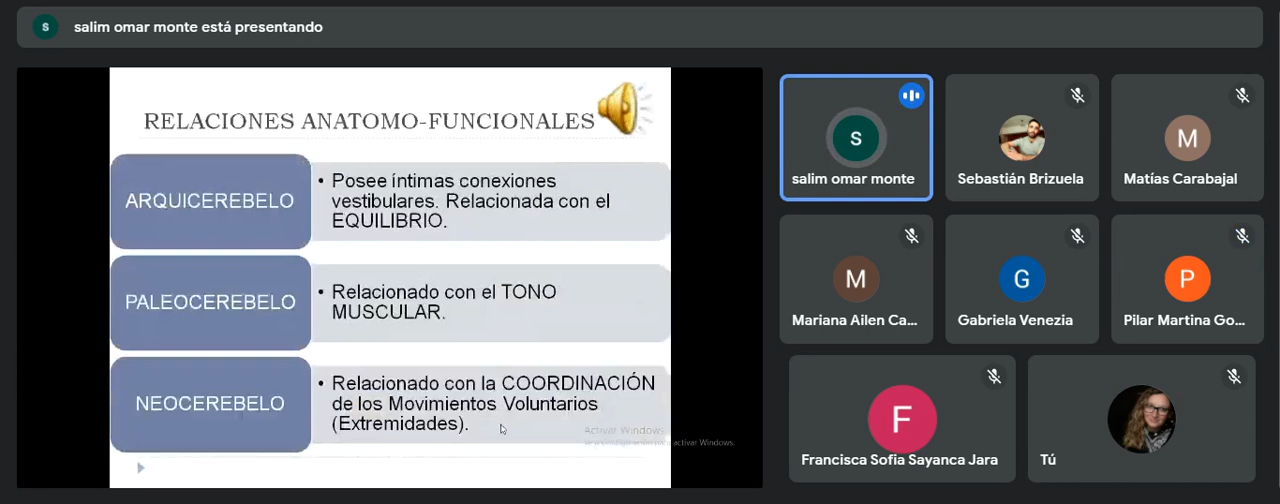 S
salim omar monte está presentando
RELACIONES ANATOMO-FUNCIONALES
ARQUICEREBELO
• Posee íntimas conexiones
vestibulares. Relacionada con el
EQUILIBRIO.
PALEOCEREBELO
• Relacionado con el TONO
MUSCULAR.
NEOCEREBELO
• Relacionado con la COORDINACIÓN
de los Movimientos Voluntarios
(Extremidades).
Activar Windows
activar Windows.
S
salim omar monte
Sebastián Brizuela
M
Matías Carabajal
M
Mariana Ailen Ca...
G
Gabriela Venezia
P
Pilar Martina Go...
F
Francisca Sofia Sayanca Jara
Tú